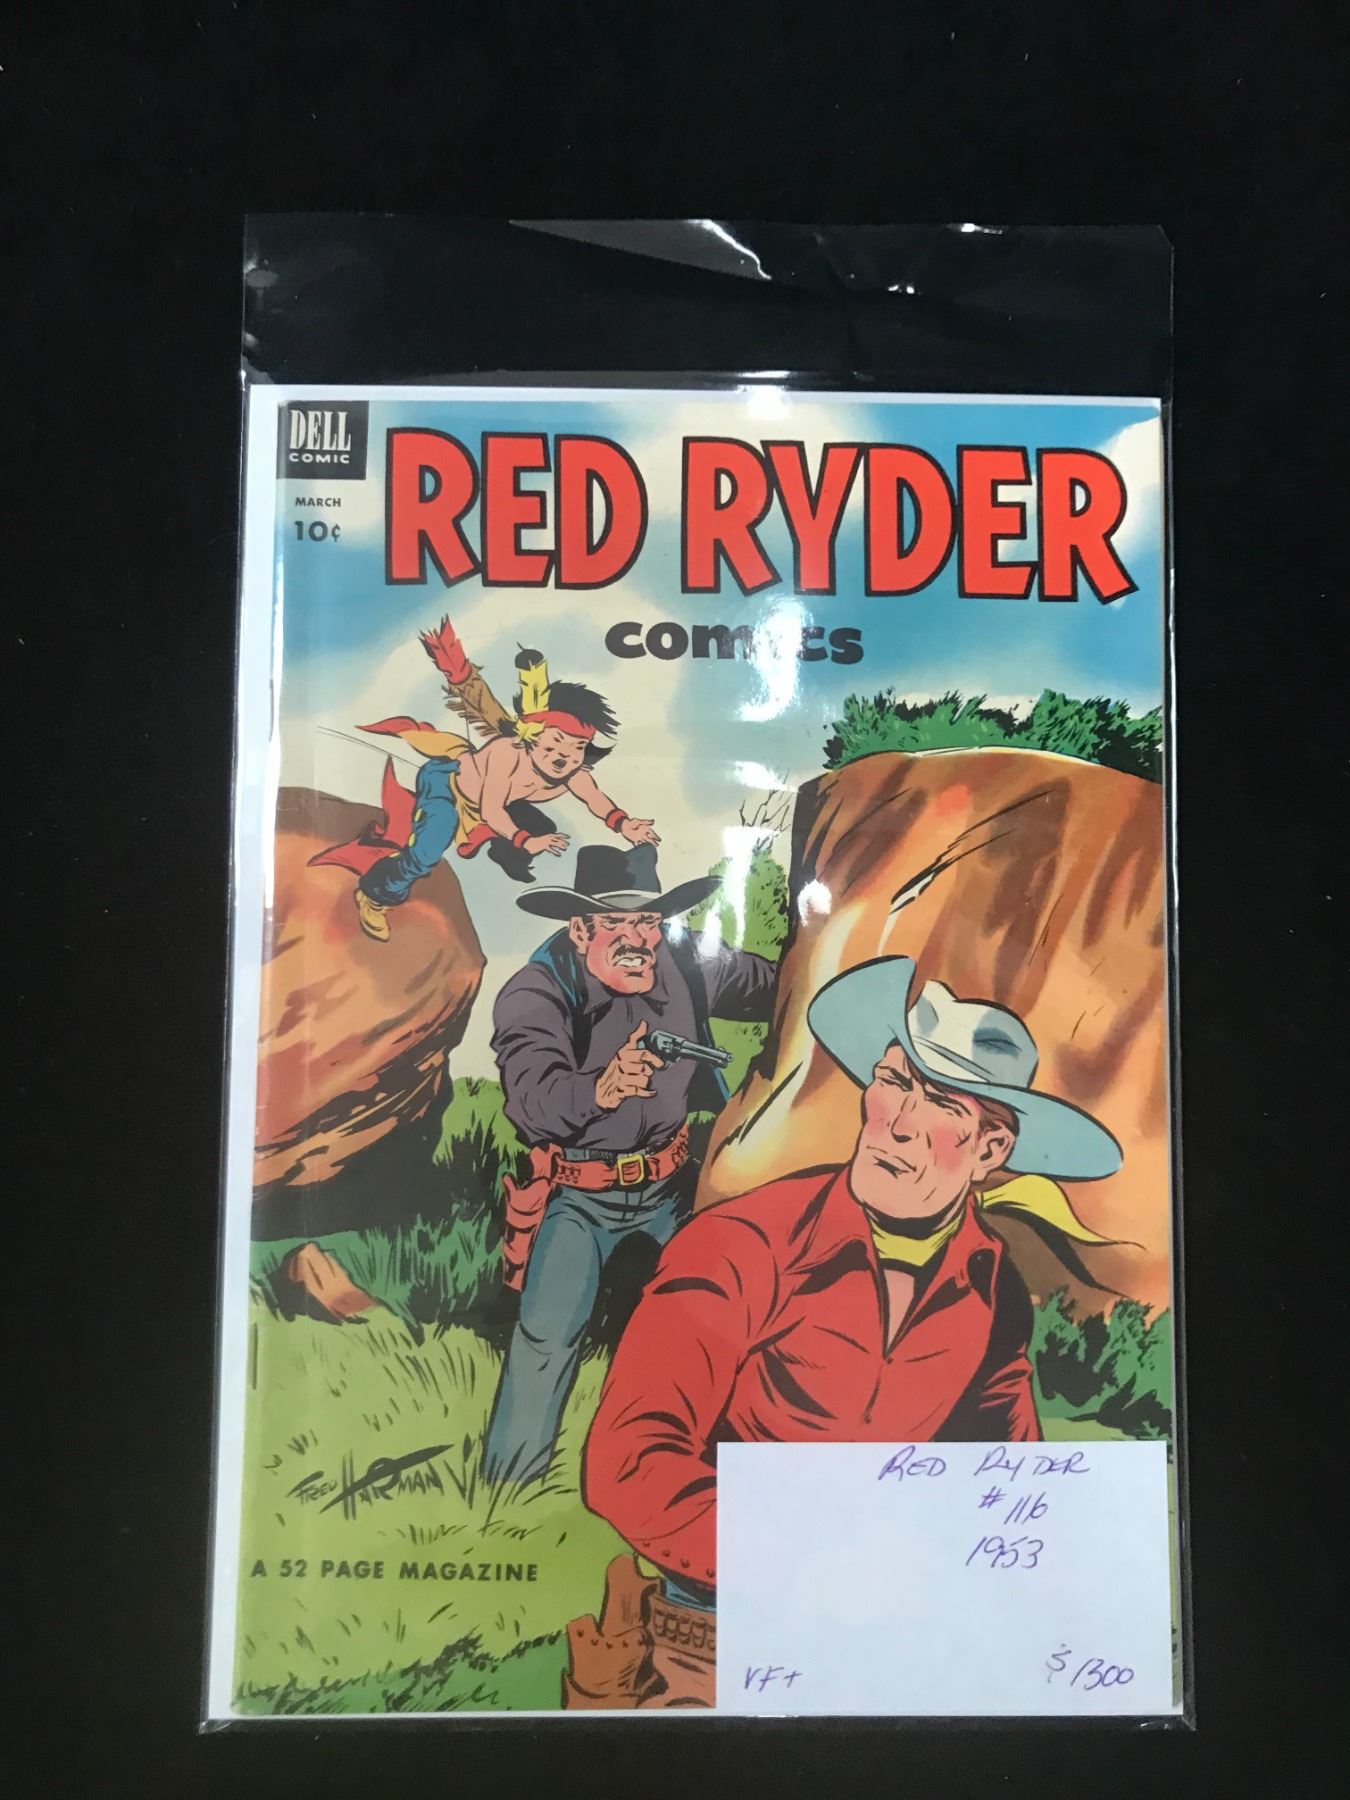 DELL
COMIC
MARCH
10¢
RED RYDER
comics
FRED HARMAN
A 52 PAGE MAGAZINE
RED RYDER
#116
1953
VF+
$1300